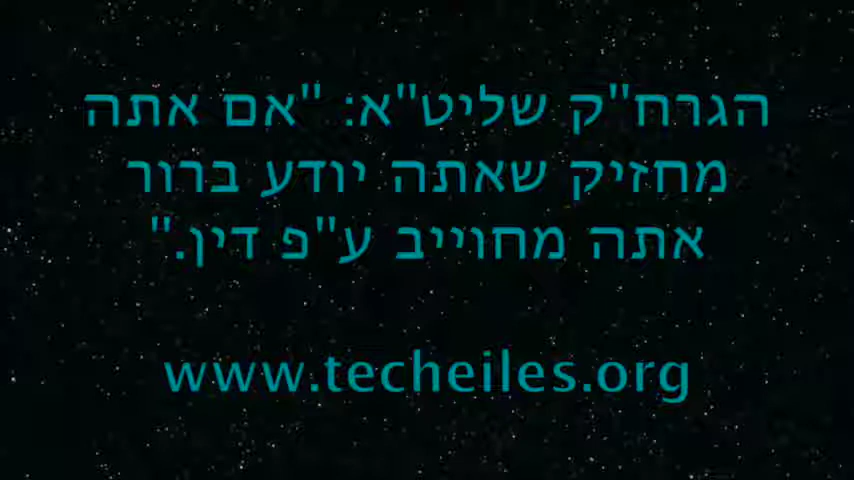 הגרח"ק שליט"א: "אם אתה
מחזיק שאתה יודע ברור
אתה מחוייב ע"פ דין."
www.techeiles.org